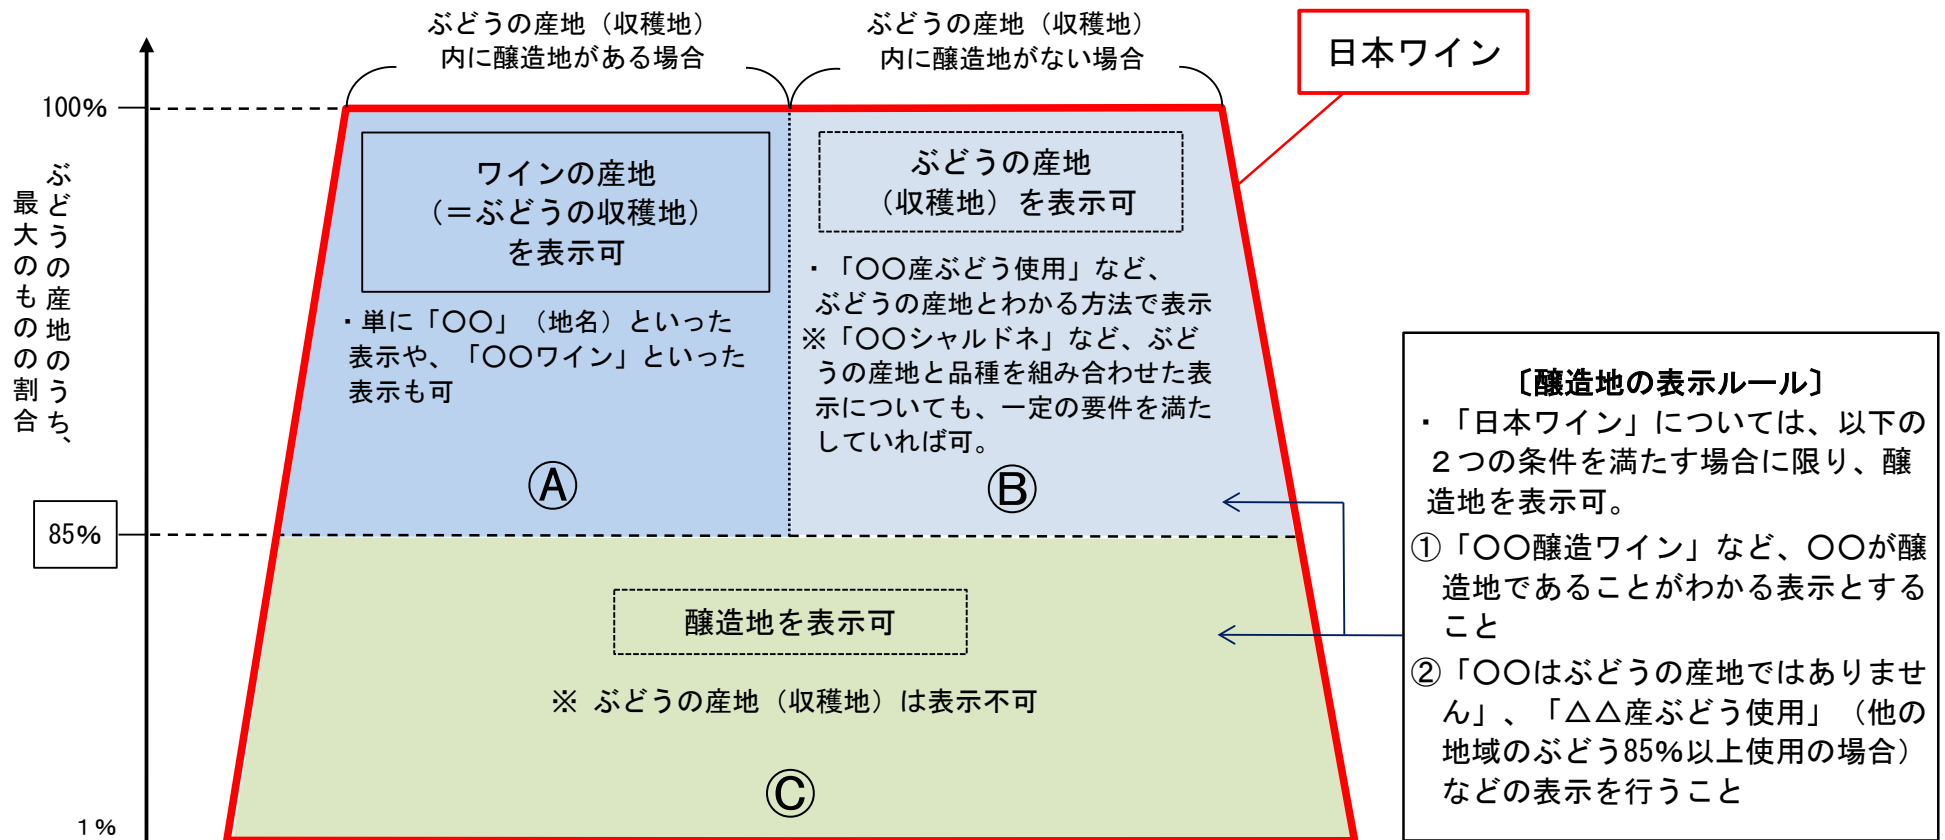 ぶどうの産地（収穫地）
内に醸造地がある場合
ぶどうの産地（収穫地）
内に醸造地がない場合
日本ワイン
100%
85%
1%
ぶどうの産地のうち、
最大のものの割合
ワインの産地
（＝ぶどうの収穫地）
を表示可
・単に「〇〇」（地名）といった
表示や、「〇〇ワイン」といった
表示も可
Ⓐ
ぶどうの産地
（収穫地）を表示可
・「〇〇産ぶどう使用」など、
ぶどうの産地とわかる方法で表示
※「〇〇シャルドネ」など、ぶど
うの産地と品種を組み合わせた表
示についても、一定の要件を満た
していれば可。
Ⓑ
醸造地を表示可
※ ぶどうの産地（収穫地）は表示不可
Ⓒ
〔醸造地の表示ルール〕
・「日本ワイン」については、以下の
２つの条件を満たす場合に限り、醸
造地を表示可。
①「〇〇醸造ワイン」など、〇〇が醸
造地であることがわかる表示とする
こと
②「〇〇はぶどうの産地ではありませ
ん」、「△△産ぶどう使用」（他の
地域のぶどう85%以上使用の場合）
などの表示を行うこと